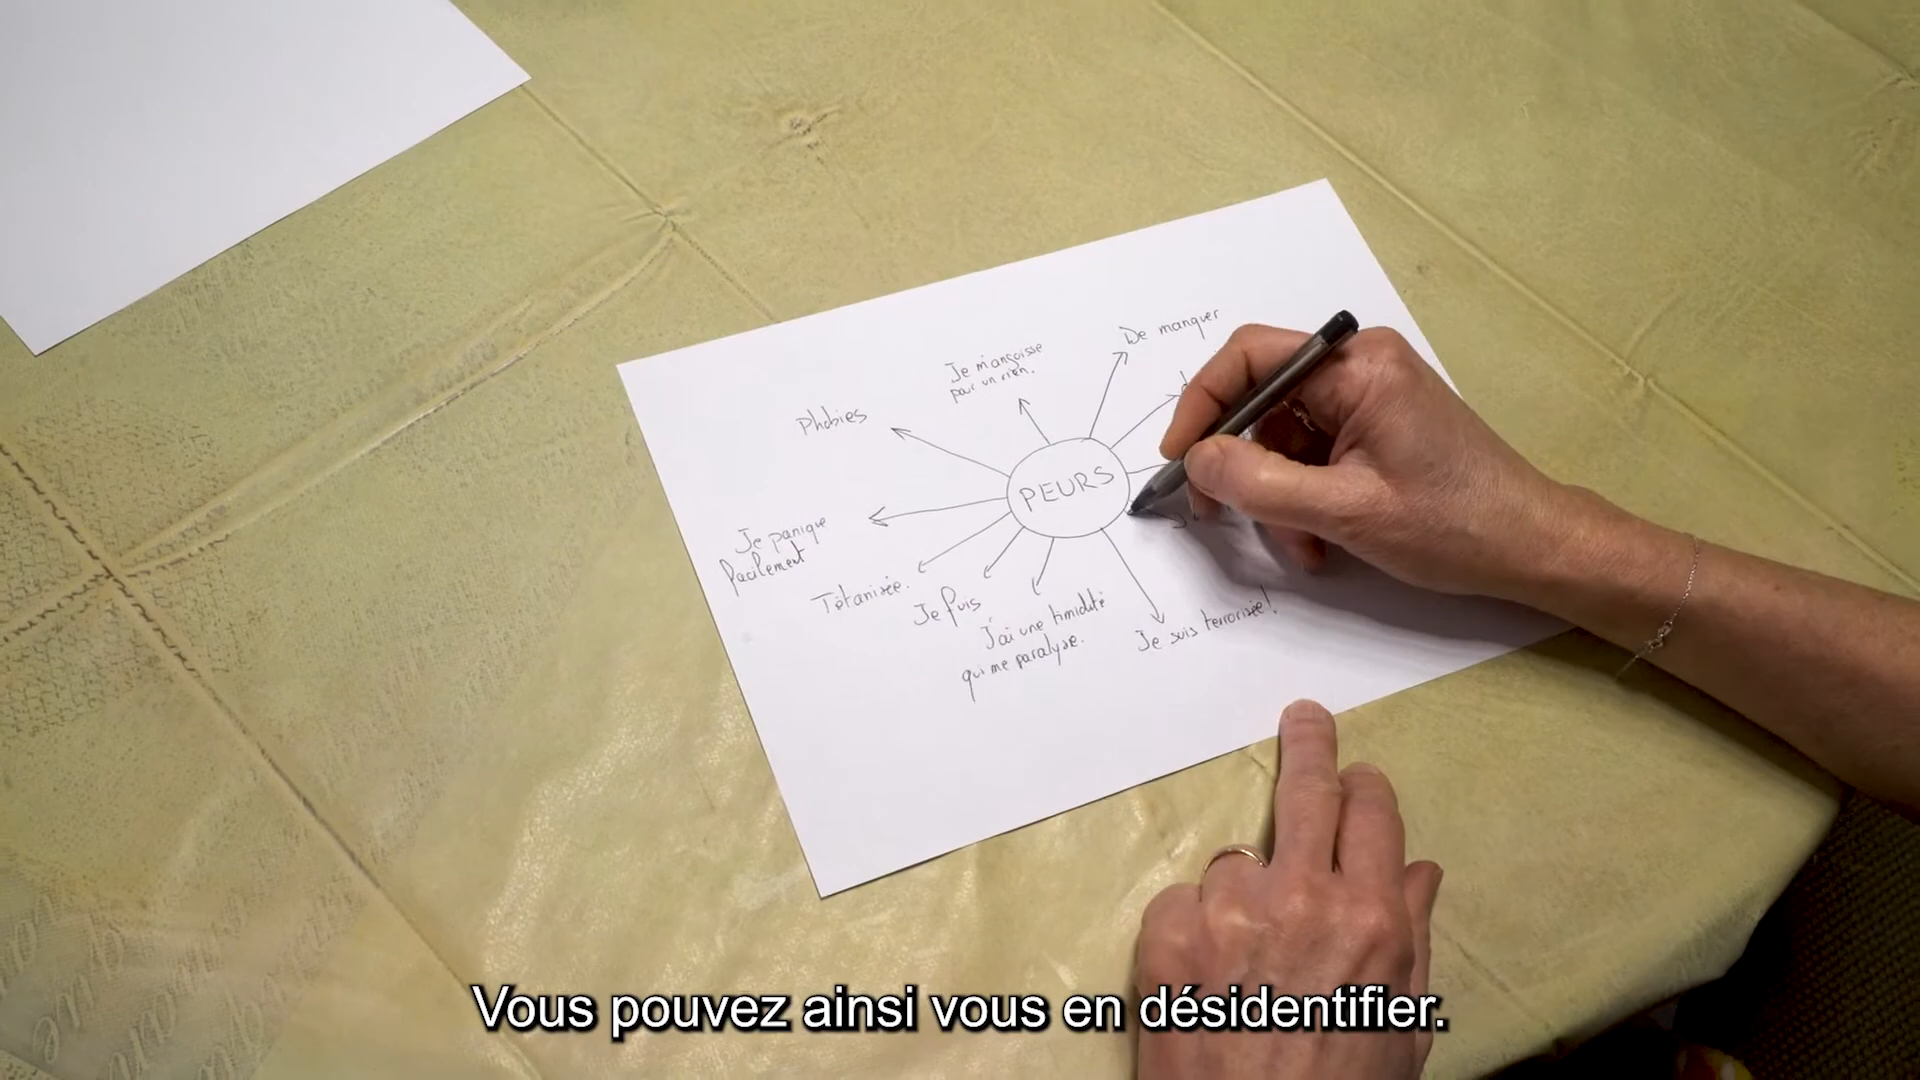 De manquer
Je m'angoisse
pour un rien.
Phobies
PEURS
Je panique
facilement
Tétanisée.
Je fuis
J'ai une timidité
qui me paralyse.
Je suis terrorisée!
Vous pouvez ainsi vous en désidentifier.